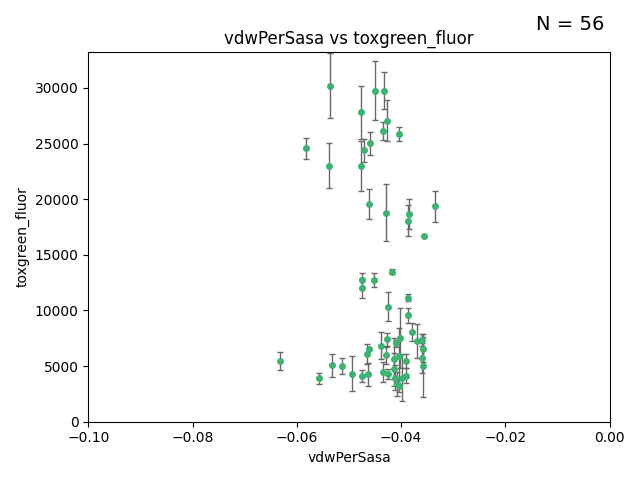 N = 56
vdwPerSasa vs toxgreen_fluor
toxgreen_fluor
30000
25000
20000
15000
10000
5000
0
−0.10 −0.08 −0.06 −0.04 −0.02 0.00
vdwPerSasa